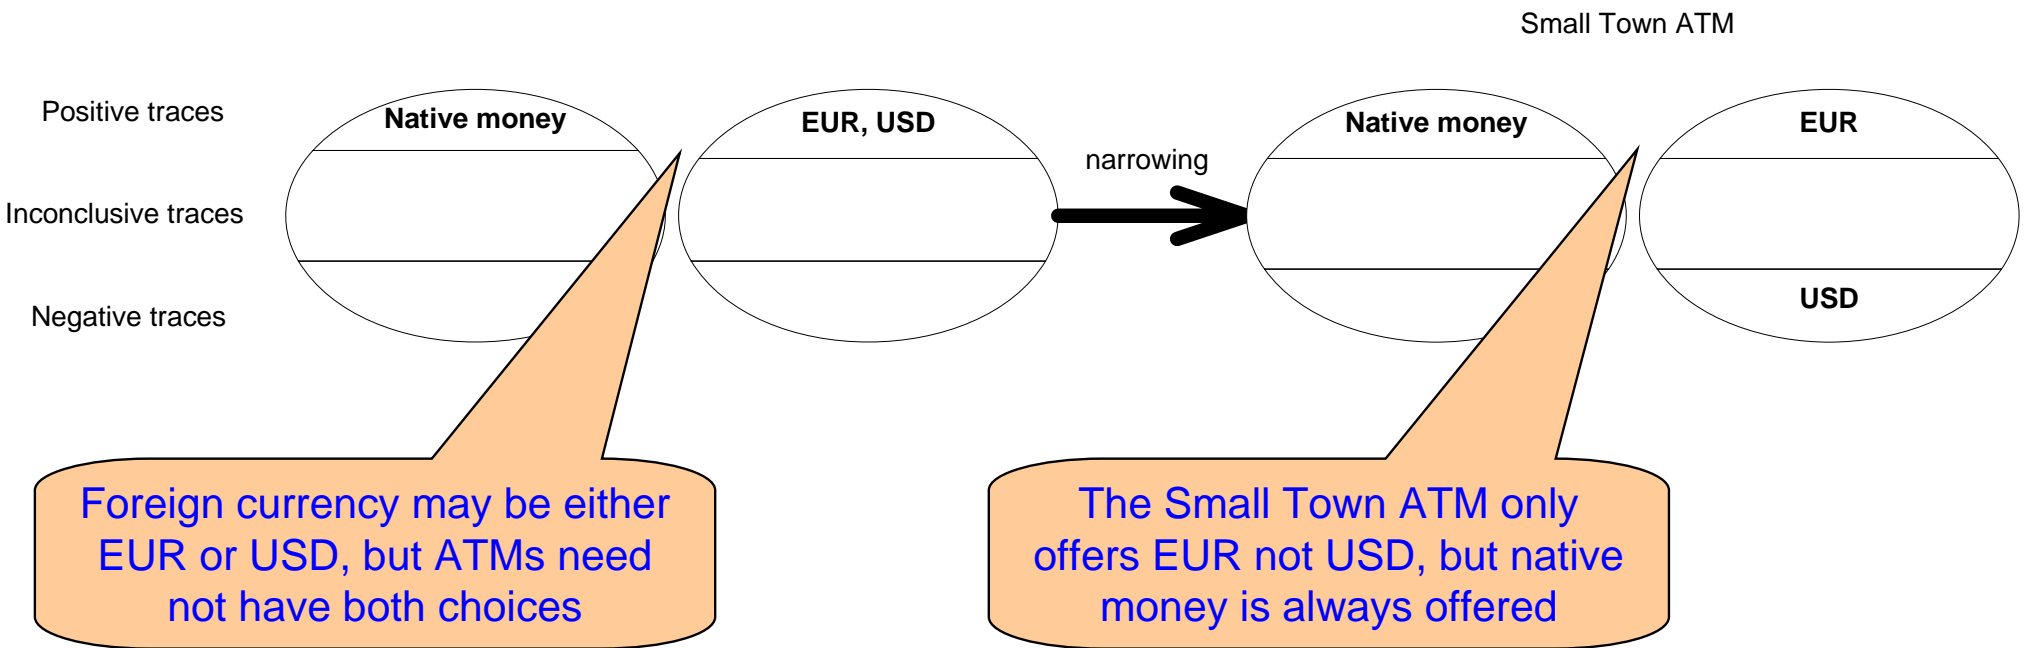 Small Town ATM
Positive traces
Native money
EUR, USD
Native money
EUR
narrowing
Inconclusive traces
USD
Negative traces
Foreign currency may be either
EUR or USD, but ATMs need
not have both choices
The Small Town ATM only
offers EUR not USD, but native
money is always offered